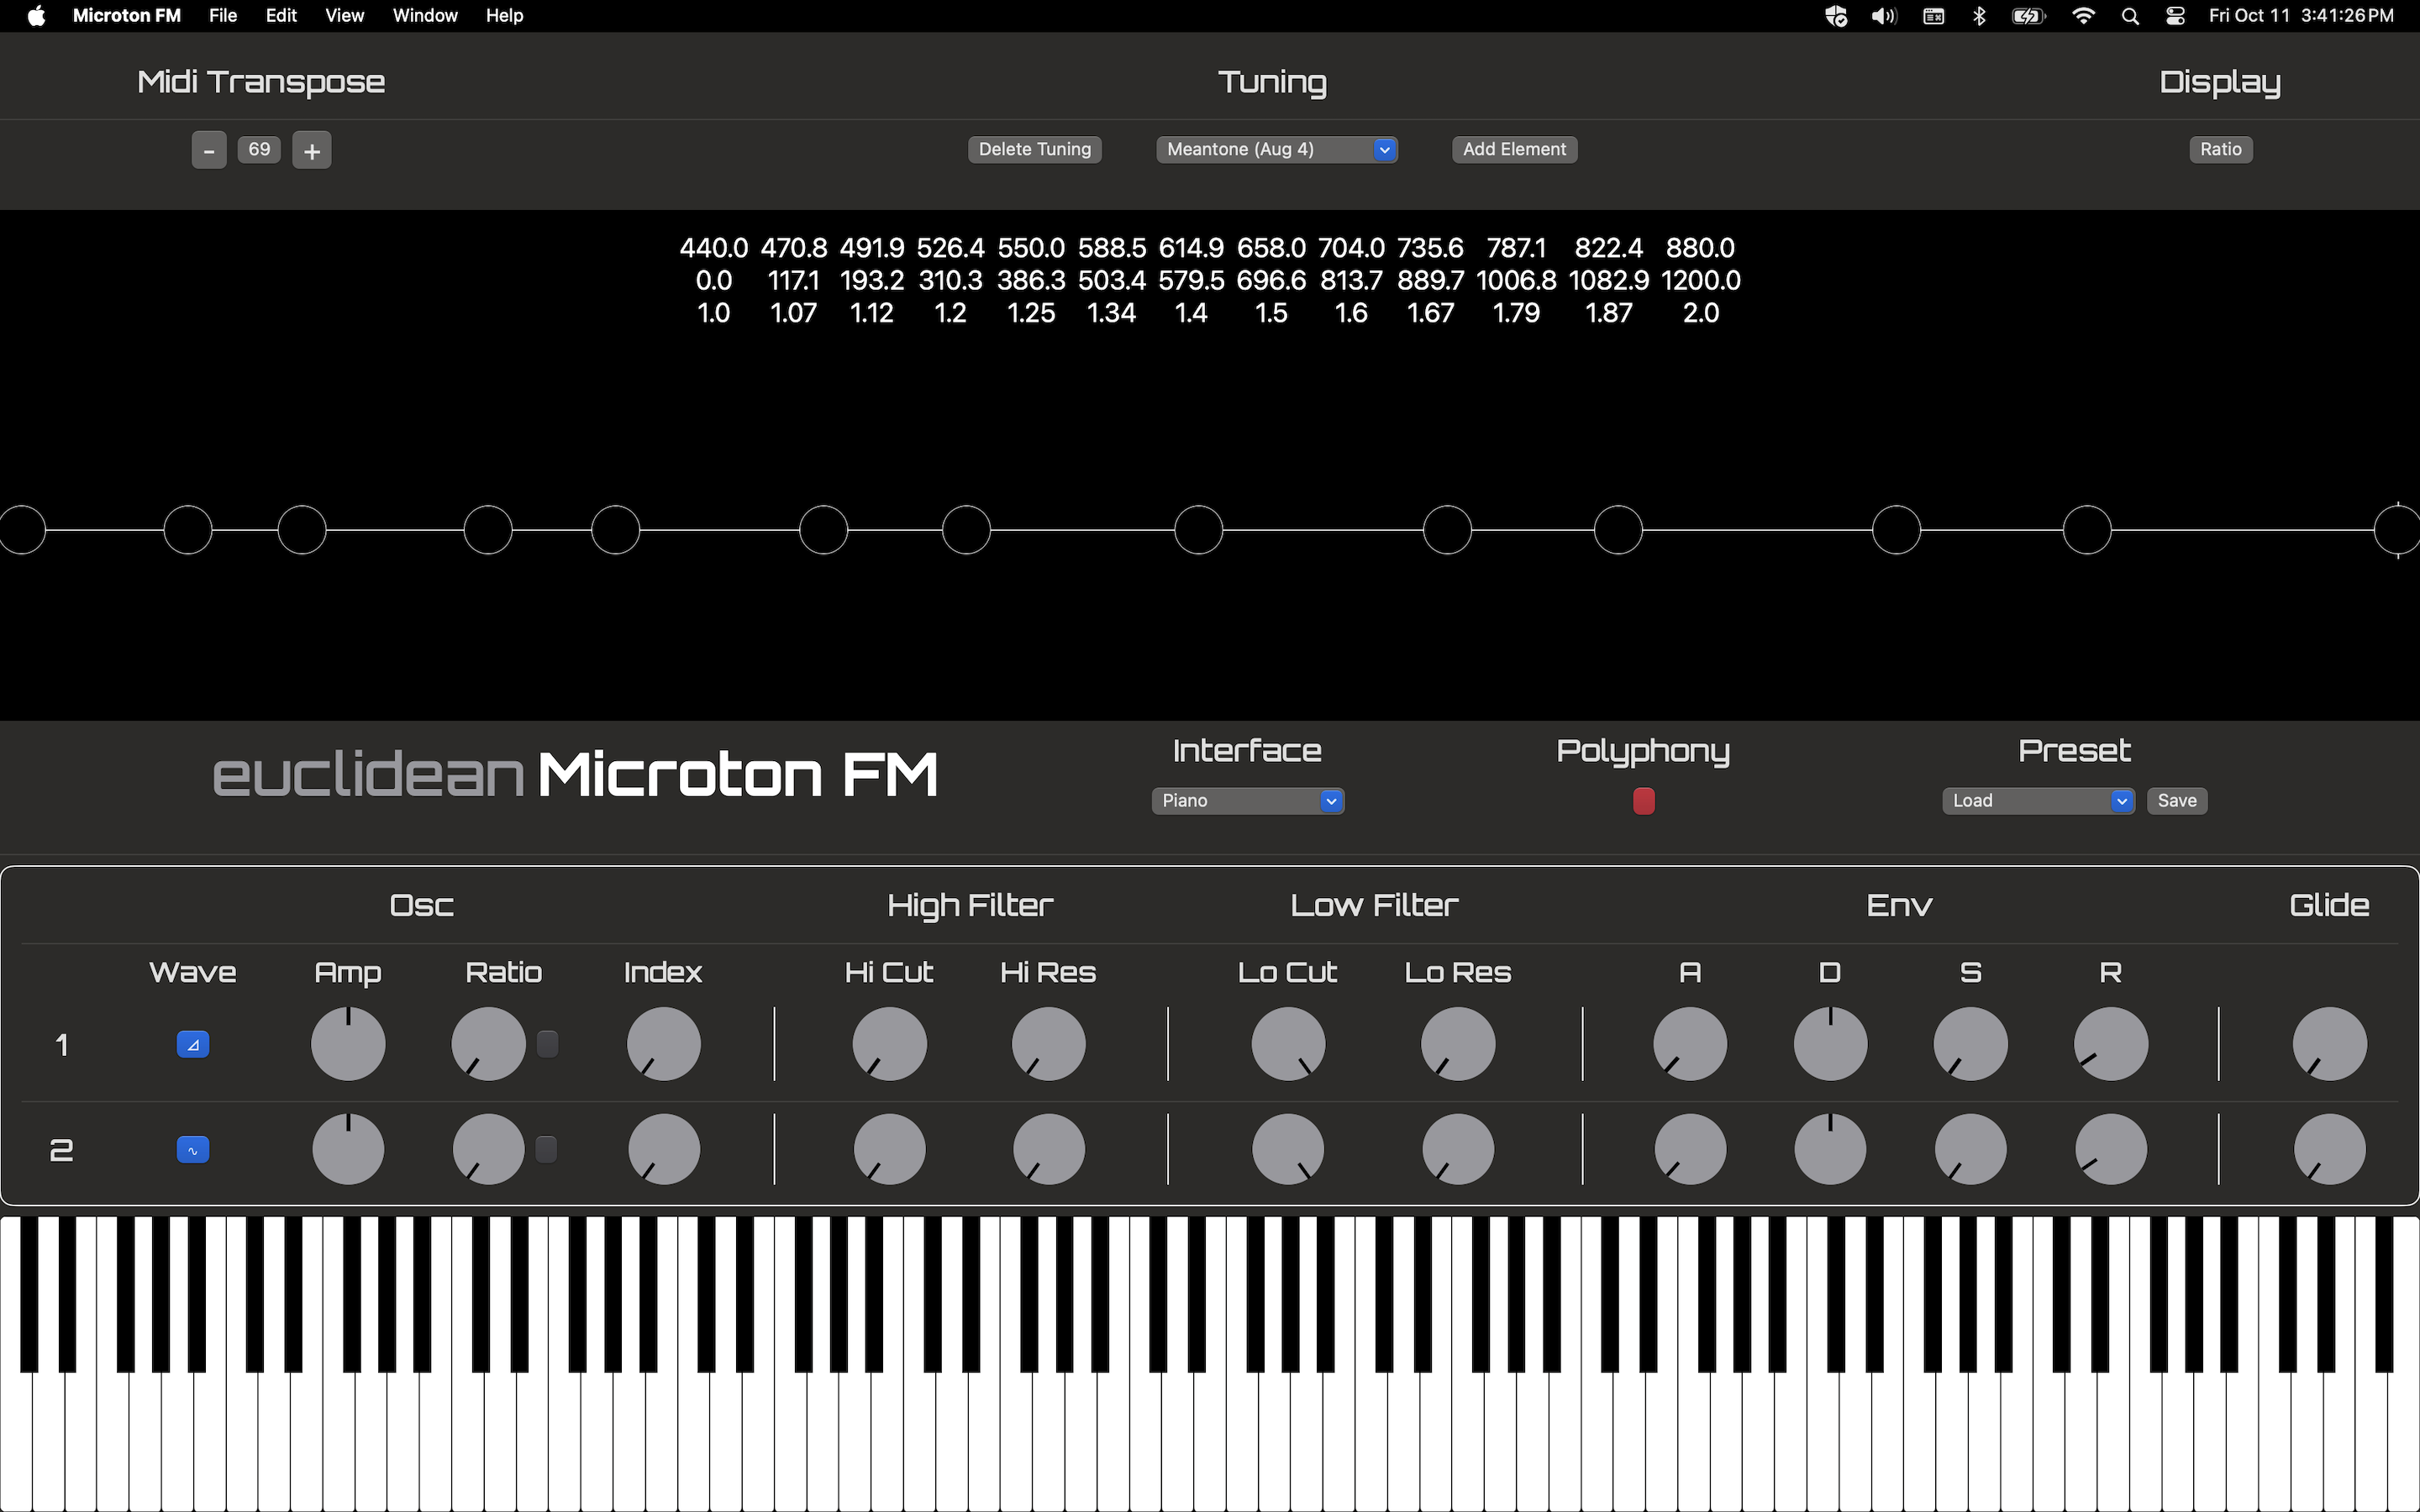 Microton FM File Edit View Window Help Fri Oct 11 3:41:26 PM
Midi Transpose Tuning Display
- 69 + Delete Tuning Meantone (Aug 4) Add Element Ratio
440.0 470.8 491.9 526.4 550.0 588.5 614.9 658.0 704.0 735.6 787.1 822.4 880.0
0.0 117.1 193.2 310.3 386.3 503.4 579.5 696.6 813.7 889.7 1006.8 1082.9 1200.0
1.0 1.07 1.12 1.2 1.25 1.34 1.4 1.5 1.6 1.67 1.79 1.87 2.0
euclidean Microton FM
Interface Polyphony Preset
Piano Load Save
Osc High Filter Low Filter Env Glide
Wave Amp Ratio Index Hi Cut Hi Res Lo Cut Lo Res A D S R
1
2